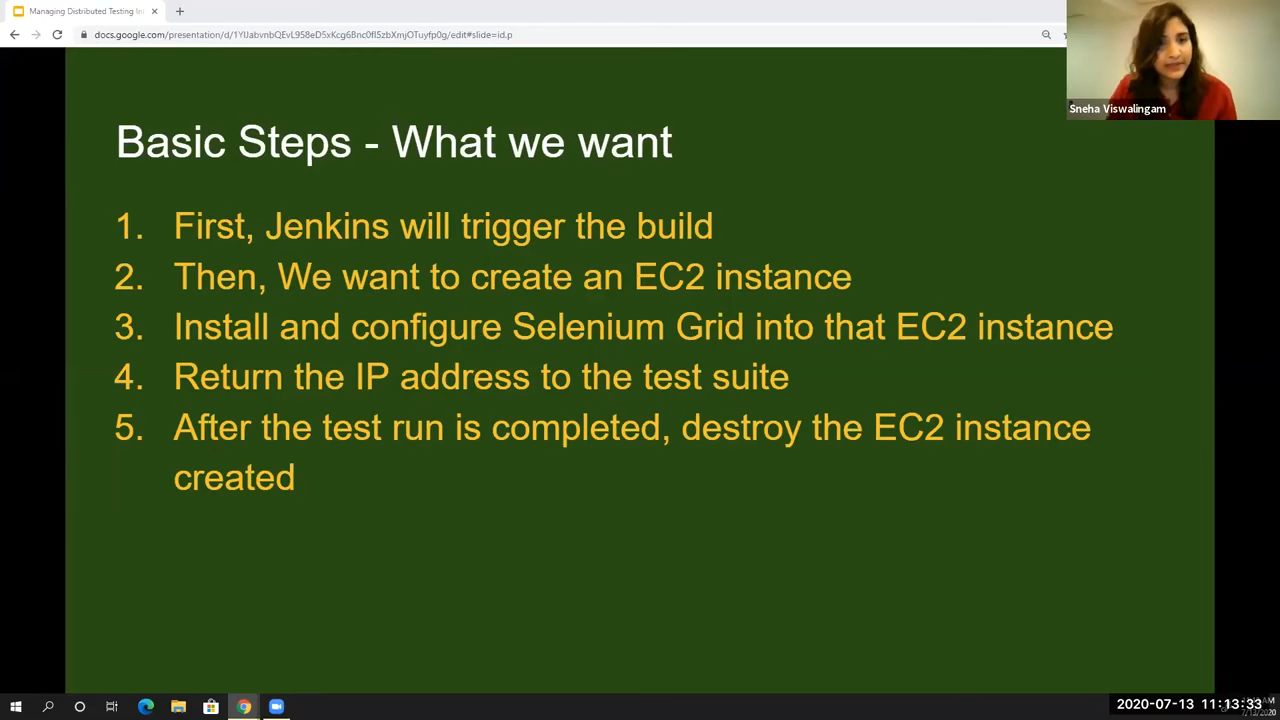 Managing Distributed Testing In
docs.google.com/presentation/d/1YlJabvnbQEvL958eD5xKcg6Bnc0fl5zbXmjOTuyfp0g/edit#slide=id.p
Sneha Viswalingam
Basic Steps - What we want
1. First, Jenkins will trigger the build
2. Then, We want to create an EC2 instance
3. Install and configure Selenium Grid into that EC2 instance
4. Return the IP address to the test suite
5. After the test run is completed, destroy the EC2 instance
created
2020-07-13 11:13:33
7/13/2020